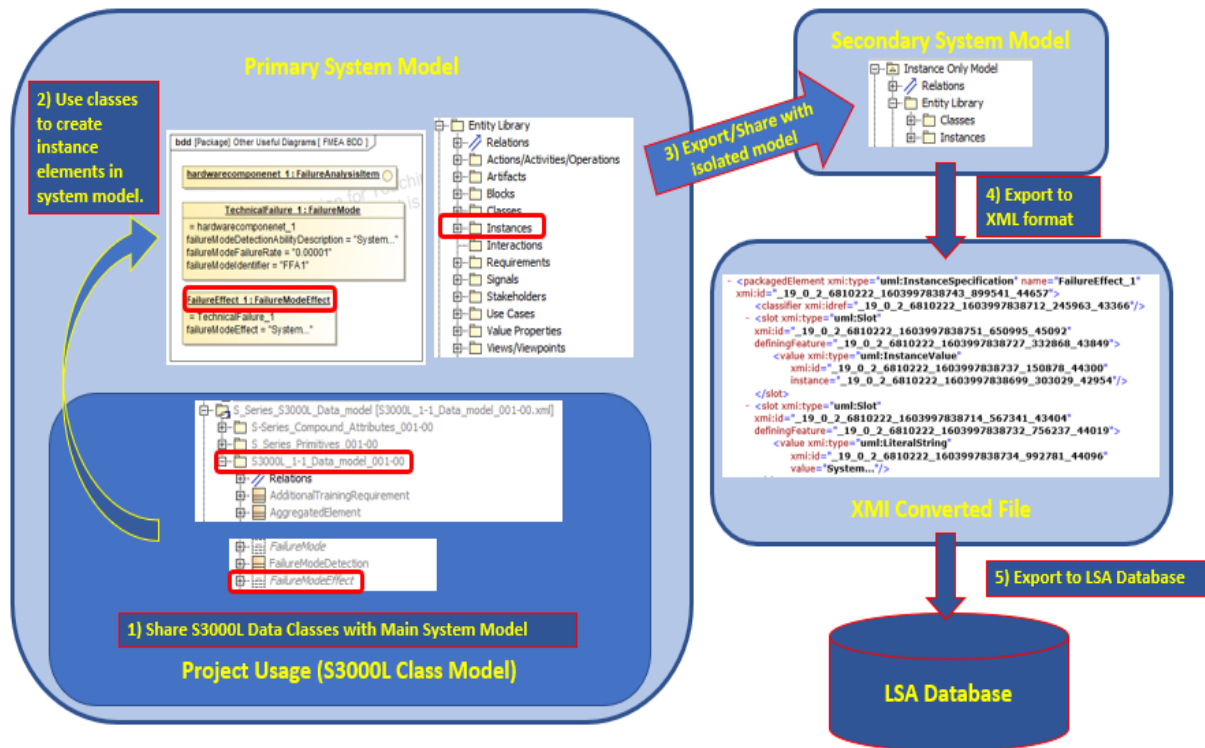 Primary System Model
2) Use classes
to create
instance
elements in
system model.
bdd [Package] Other Useful Diagrams [ FMEA BDD ]
hardwarecomponenet_1 : FailureAnalysisItem
TechnicalFailure_1 : FailureMode
= hardwarecomponenet_1
failureModeDetectionAbilityDescription = "System..."
failureModeFailureRate = "0.00001"
failureModeIdentifier = "FFA1"
FailureEffect_1 : FailureModeEffect
= TechnicalFailure_1
failureModeEffect = "System..."
Entity Library
Relations
Actions/Activities/Operations
Artifacts
Blocks
Classes
Instances
Interactions
Requirements
Signals
Stakeholders
Use Cases
Value Properties
Views/Viewpoints
S_Series_S3000L_Data_model [S3000L_1-1_Data_model_001-00.xml]
S-Series_Compound_Attributes_001-00
S_Series_Primitives_001-00
S3000L_1-1_Data_model_001-00
Relations
AdditionalTrainingRequirement
AggregatedElement
FailureMode
FailureModeDetection
FailureModeEffect
1) Share S3000L Data Classes with Main System Model
Project Usage (S3000L Class Model)
3) Export/Share with
isolated model
Secondary System Model
Instance Only Model
Relations
Entity Library
Classes
Instances
4) Export to
XML format
- <packagedElement xmi:type="uml:InstanceSpecification" name="FailureEffect_1"
xmi:id="_19_0_2_6810222_1603997838743_899541_44657">
<classifier xmi:idref="_19_0_2_6810222_1603997838712_245963_43366"/>
- <slot xmi:type="uml:Slot"
xmi:id="_19_0_2_6810222_1603997838751_650995_45092"
definingFeature="_19_0_2_6810222_1603997838727_332868_43849">
<value xmi:type="uml:InstanceValue"
xmi:id="_19_0_2_6810222_1603997838737_150878_44300"
instance="_19_0_2_6810222_1603997838699_303029_42954"/>
</slot>
- <slot xmi:type="uml:Slot"
xmi:id="_19_0_2_6810222_1603997838714_567341_43404"
definingFeature="_19_0_2_6810222_1603997838732_756237_44019">
<value xmi:type="uml:LiteralString"
xmi:id="_19_0_2_6810222_1603997838734_992781_44096"
value="System..."/>
XMI Converted File
5) Export to LSA Database
LSA Database